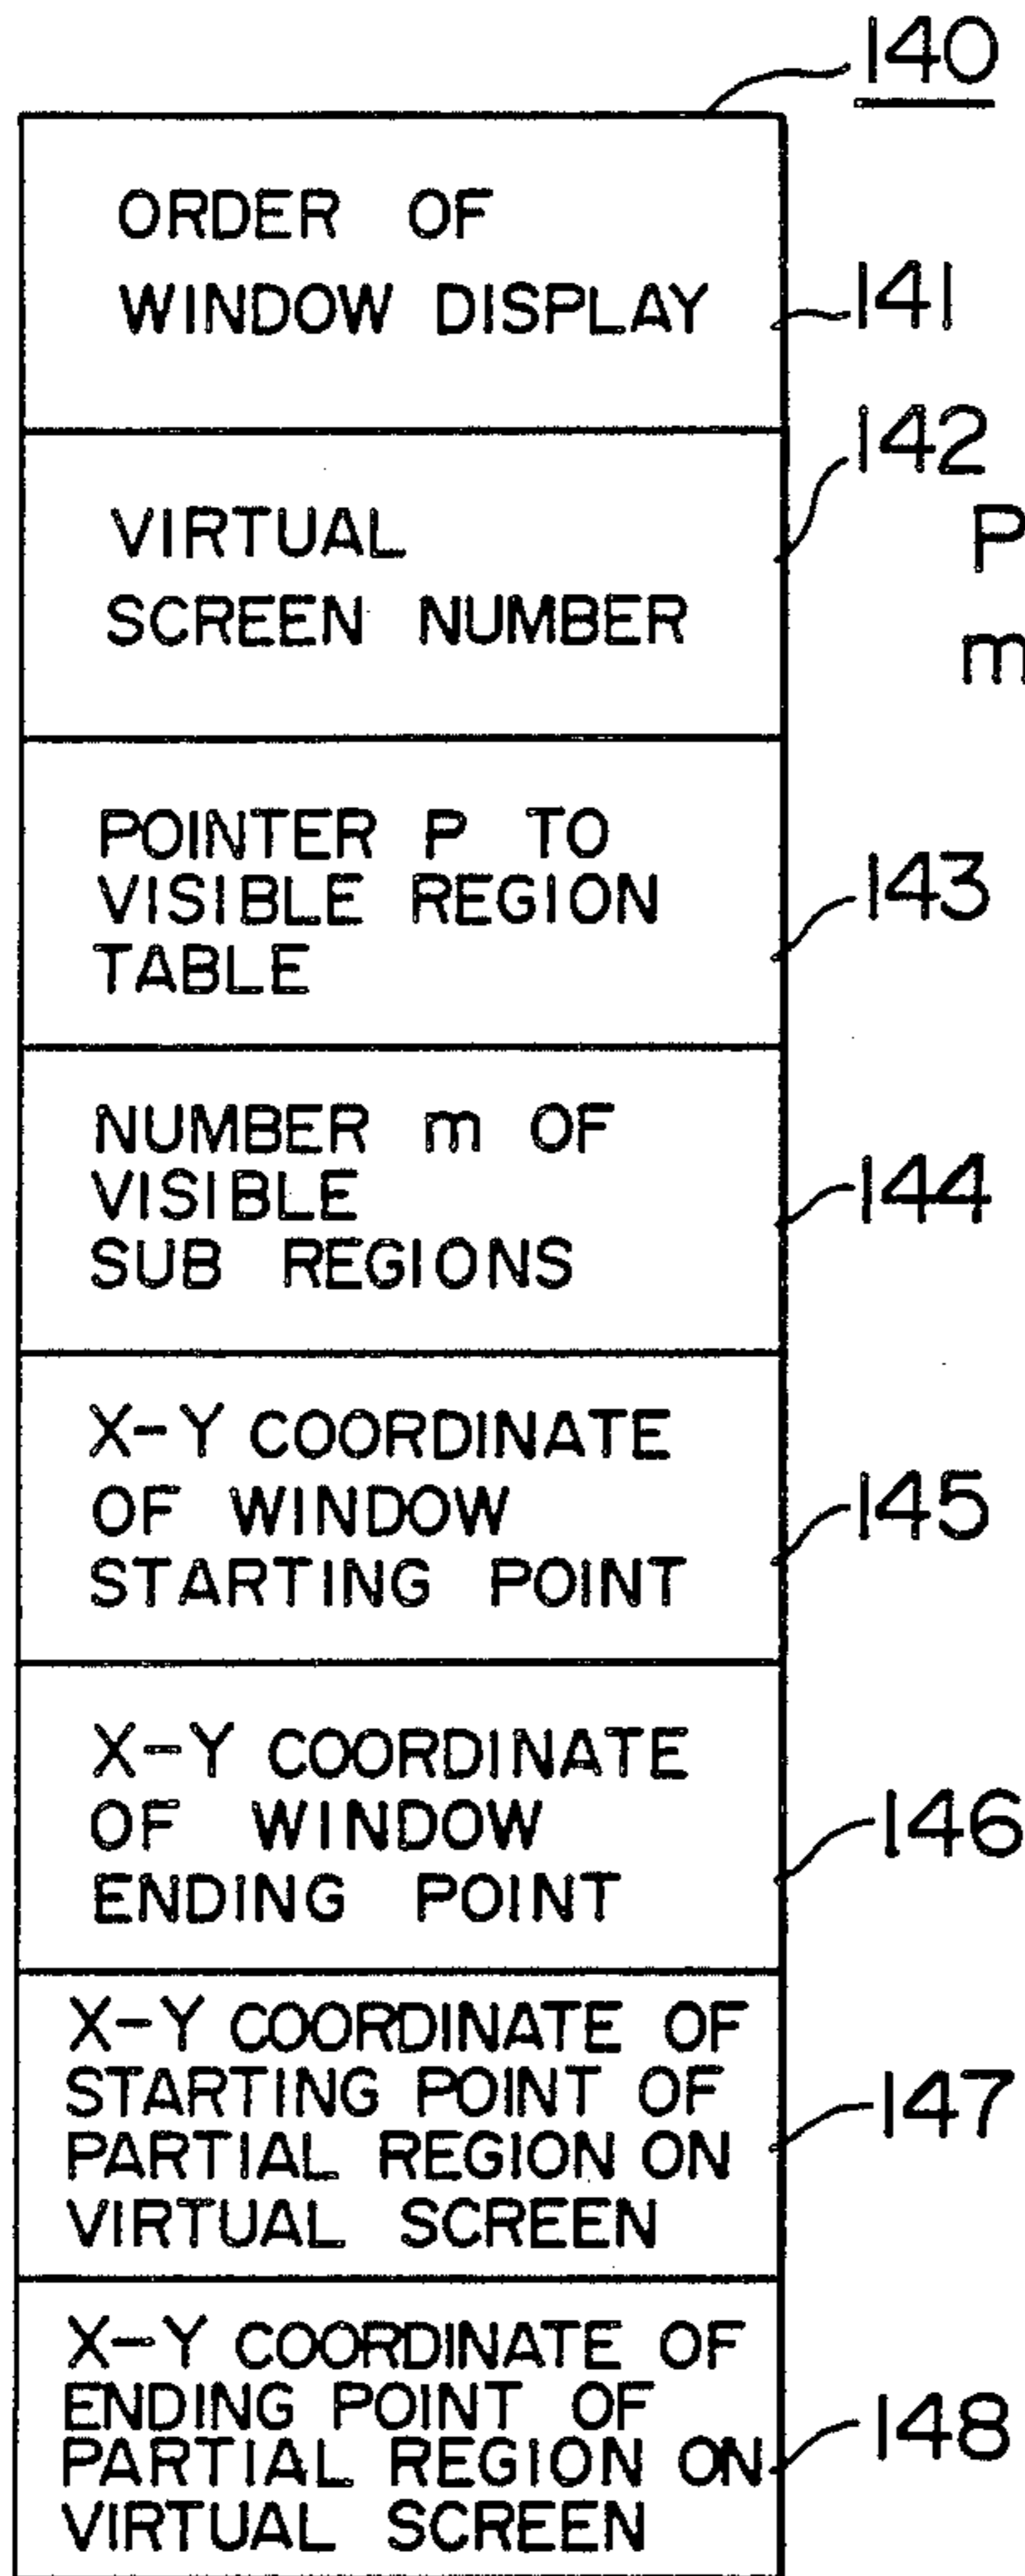 140
ORDER OF
WINDOW DISPLAY
141
142
VIRTUAL
SCREEN NUMBER
P
m
POINTER P TO
VISIBLE REGION
TABLE
143
NUMBER m OF
VISIBLE
SUB REGIONS
144
X-Y COORDINATE
OF WINDOW
STARTING POINT
145
X-Y COORDINATE
OF WINDOW
ENDING POINT
146
X-Y COORDINATE OF
STARTING POINT OF
PARTIAL REGION ON
VIRTUAL SCREEN
147
X-Y COORDINATE OF
ENDING POINT OF
PARTIAL REGION ON
VIRTUAL SCREEN
148